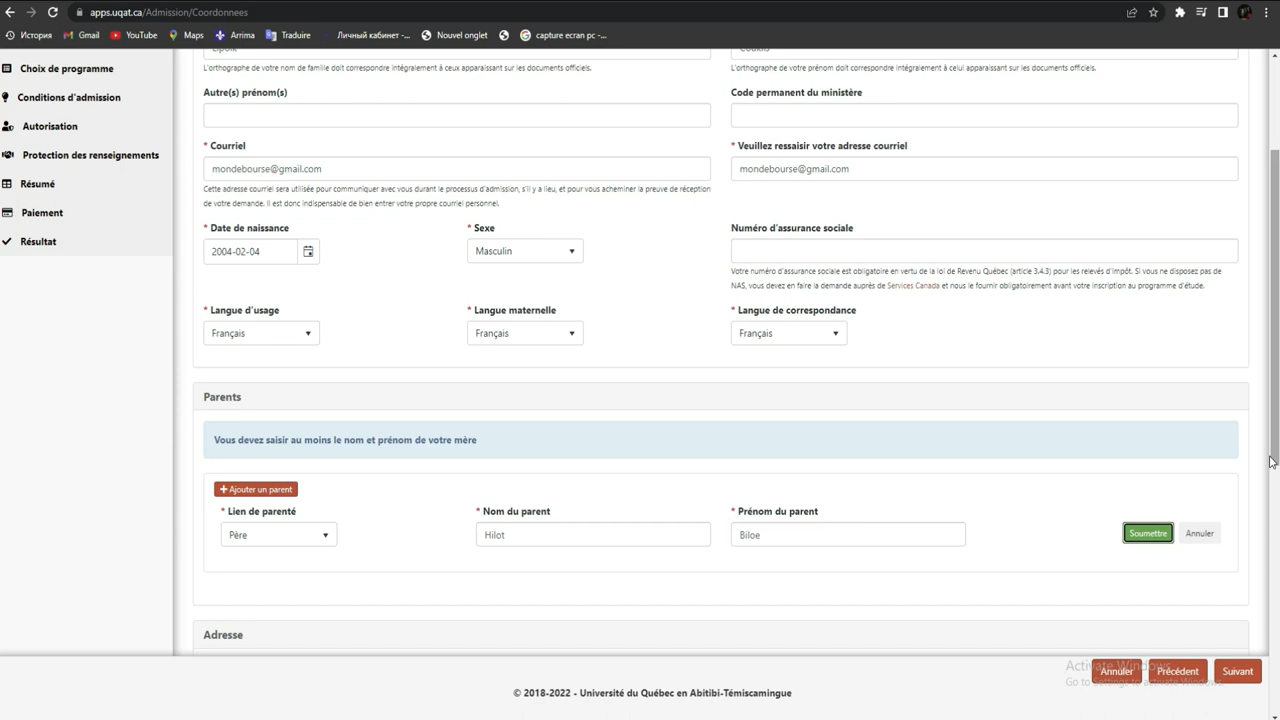 apps.uqat.ca/Admission/Coordonnees
История Gmail YouTube Maps Arrima Traduire Личный кабинет -... Nouvel onglet capture ecran pc -...
Choix de programme
Conditions d'admission
Autorisation
Protection des renseignements
Résumé
Paiement
Résultat
L'orthographe de votre nom de famille doit correspondre intégralement à ceux apparaissant sur les documents officiels.
L'orthographe de votre prénom doit correspondre intégralement à celui apparaissant sur les documents officiels.
Autre(s) prénom(s)
Code permanent du ministère
* Courriel
* Veuillez ressaisir votre adresse courriel
mondebourse@gmail.com
mondebourse@gmail.com
Cette adresse courriel sera utilisée pour communiquer avec vous durant le processus d'admission, s'il y a lieu, et pour vous acheminer la preuve de réception
de votre demande. Il est donc indispensable de bien entrer votre propre courriel personnel.
* Date de naissance
* Sexe
Numéro d'assurance sociale
2004-02-04
Masculin
Votre numéro d'assurance sociale est obligatoire en vertu de la loi de Revenu Québec (article 3.4.3) pour les relevés d'impôt. Si vous ne disposez pas de
NAS, vous devez en faire la demande auprès de Services Canada et nous le fournir obligatoirement avant votre inscription au programme d'étude.
* Langue d'usage
* Langue maternelle
* Langue de correspondance
Français
Français
Français
Parents
Vous devez saisir au moins le nom et prénom de votre mère
+ Ajouter un parent
* Lien de parenté
* Nom du parent
* Prénom du parent
Père
Hilot
Biloe
Soumettre
Annuler
Adresse
Activate Windows
Go to Settings to activate Windows.
Annuler
Précédent
Suivant
© 2018-2022 - Université du Québec en Abitibi-Témiscamingue